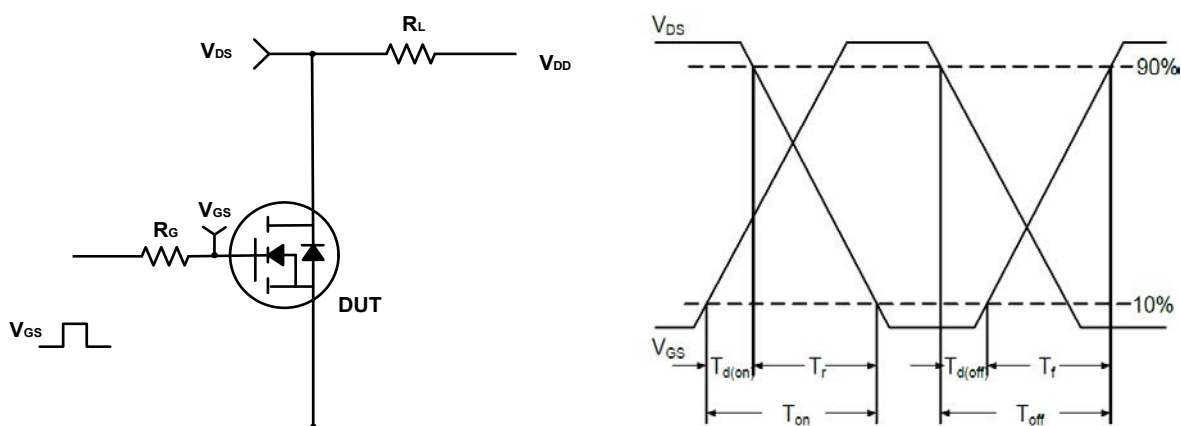 RL
VDS
VDD
VGS
RG
DUT
VGS
VDS
90%
10%
VGS
Td(on)
Tr
Td(off)
Tf
Ton
Toff